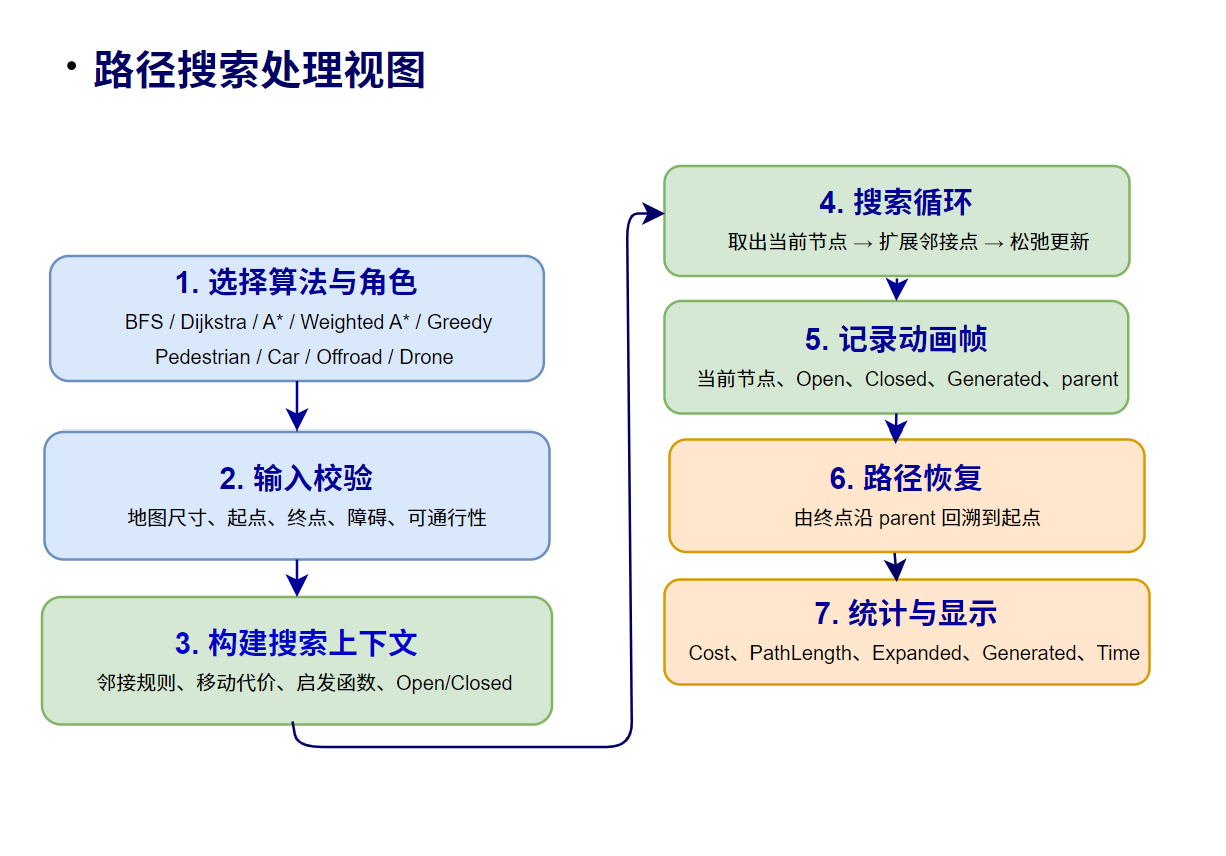 • 路径搜索处理视图
1. 选择算法与角色
BFS / Dijkstra / A* / Weighted A* / Greedy
Pedestrian / Car / Offroad / Drone
2. 输入校验
地图尺寸、起点、终点、障碍、可通行性
3. 构建搜索上下文
邻接规则、移动代价、启发函数、Open/Closed
4. 搜索循环
取出当前节点 → 扩展邻接点 → 松弛更新
5. 记录动画帧
当前节点、Open、Closed、Generated、parent
6. 路径恢复
由终点沿 parent 回溯到起点
7. 统计与显示
Cost、PathLength、Expanded、Generated、Time